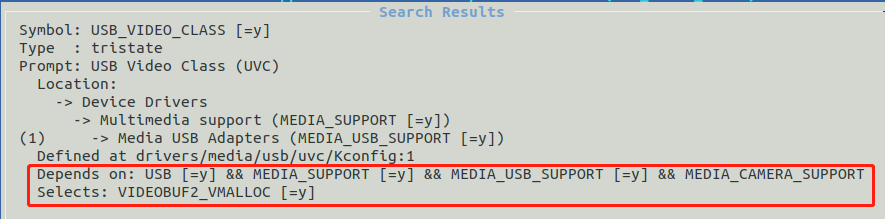 Search Results
Symbol: USB_VIDEO_CLASS [=y]
Type  : tristate
Prompt: USB Video Class (UVC)
  Location:
    -> Device Drivers
      -> Multimedia support (MEDIA_SUPPORT [=y])
(1)     -> Media USB Adapters (MEDIA_USB_SUPPORT [=y])
  Defined at drivers/media/usb/uvc/Kconfig:1
  Depends on: USB [=y] && MEDIA_SUPPORT [=y] && MEDIA_USB_SUPPORT [=y] && MEDIA_CAMERA_SUPPORT
  Selects: VIDEOBUF2_VMALLOC [=y]